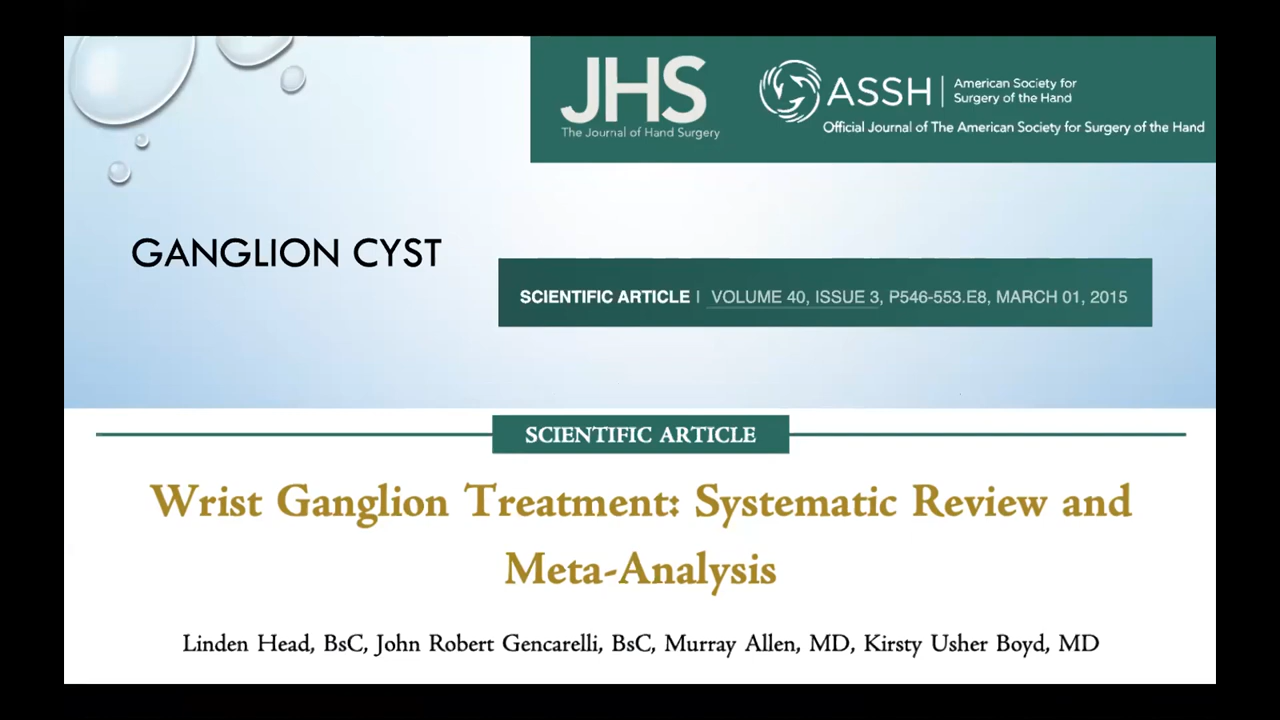 JHS
The Journal of Hand Surgery
ASSH
American Society for
Surgery of the Hand
Official Journal of The American Society for Surgery of the Hand
GANGLION CYST
SCIENTIFIC ARTICLE | VOLUME 40, ISSUE 3, P546-553.E8, MARCH 01, 2015
SCIENTIFIC ARTICLE
Wrist Ganglion Treatment: Systematic Review and
Meta-Analysis
Linden Head, BsC, John Robert Gencarelli, BsC, Murray Allen, MD, Kirsty Usher Boyd, MD